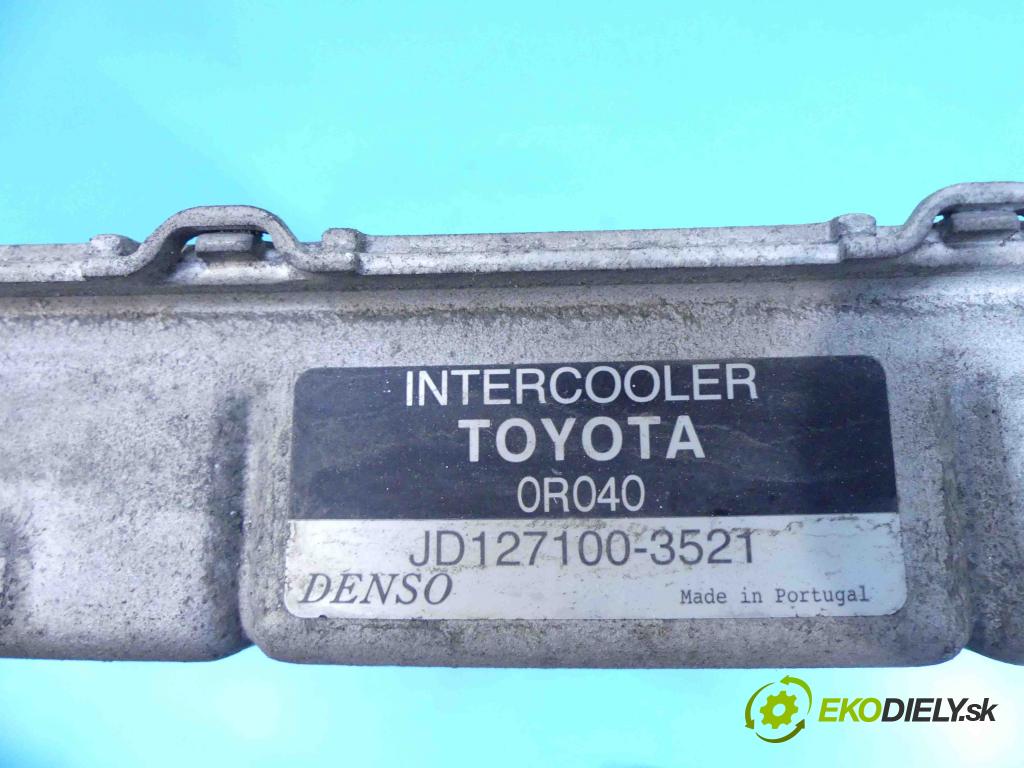 INTERCOOLER
TOYOTA
0R040
JD127100-3521
DENSO
Made in Portugal
EKODIELY.sk